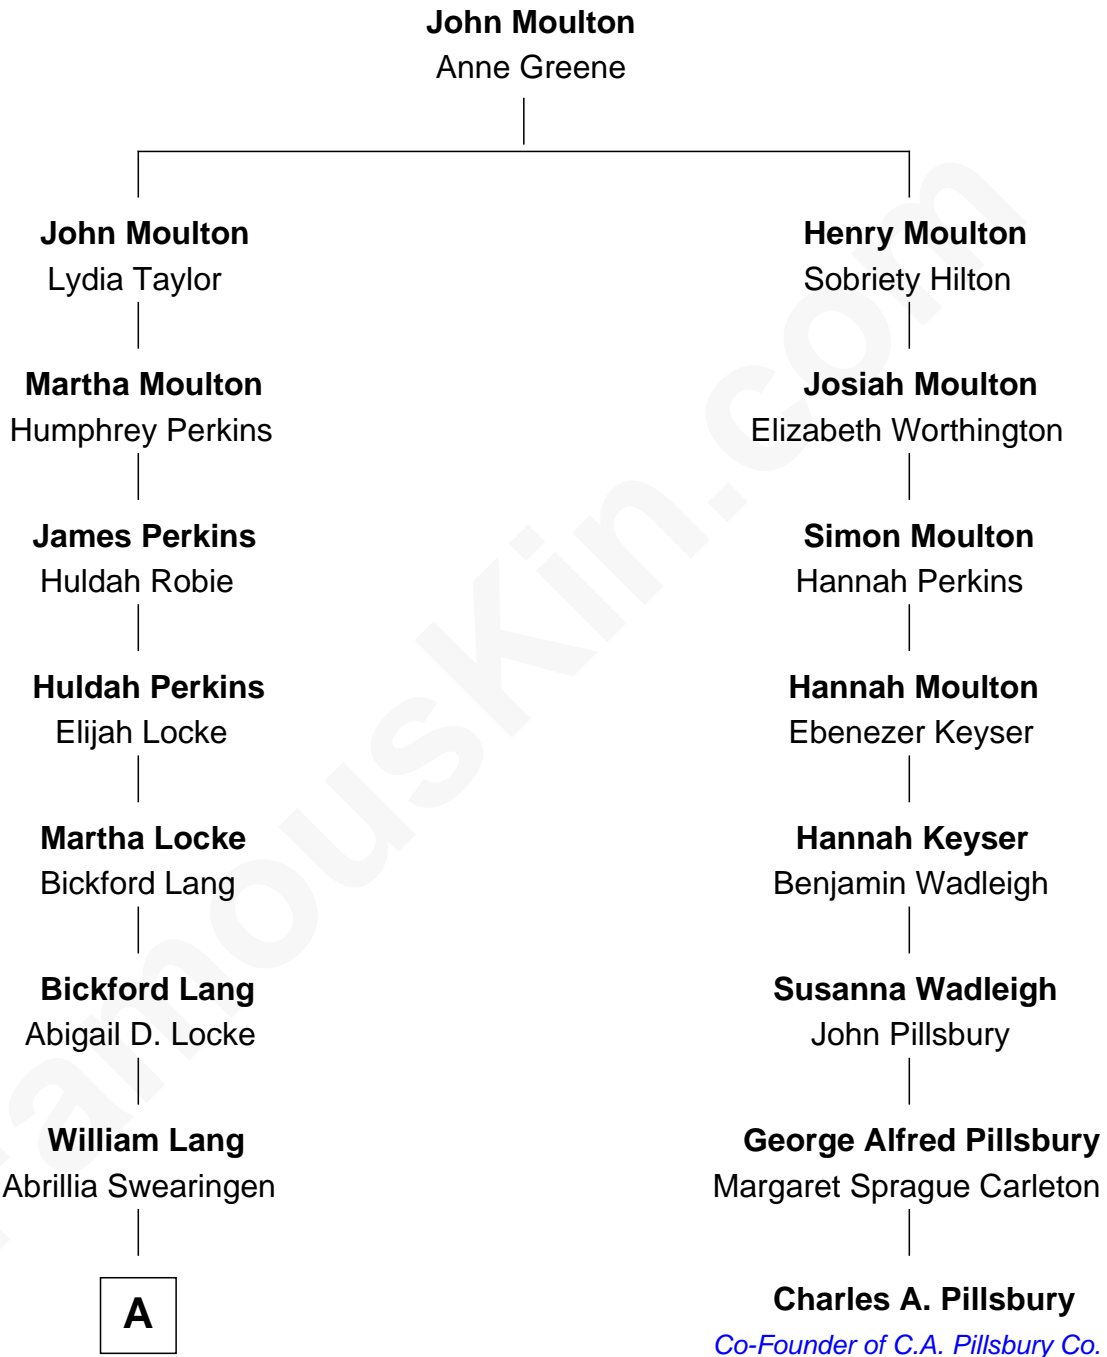 John Moulton
Anne Greene
John Moulton
Lydia Taylor
Henry Moulton
Sobriety Hilton
Martha Moulton
Humphrey Perkins
Josiah Moulton
Elizabeth Worthington
James Perkins
Huldah Robie
Simon Moulton
Hannah Perkins
Huldah Perkins
Elijah Locke
Hannah Moulton
Ebenezer Keyser
Martha Locke
Bickford Lang
Hannah Keyser
Benjamin Wadleigh
Bickford Lang
Abigail D. Locke
Susanna Wadleigh
John Pillsbury
William Lang
Abrillia Swearingen
George Alfred Pillsbury
Margaret Sprague Carleton
A
Charles A. Pillsbury
Co-Founder of C.A. Pillsbury Co.
FamousKin.com